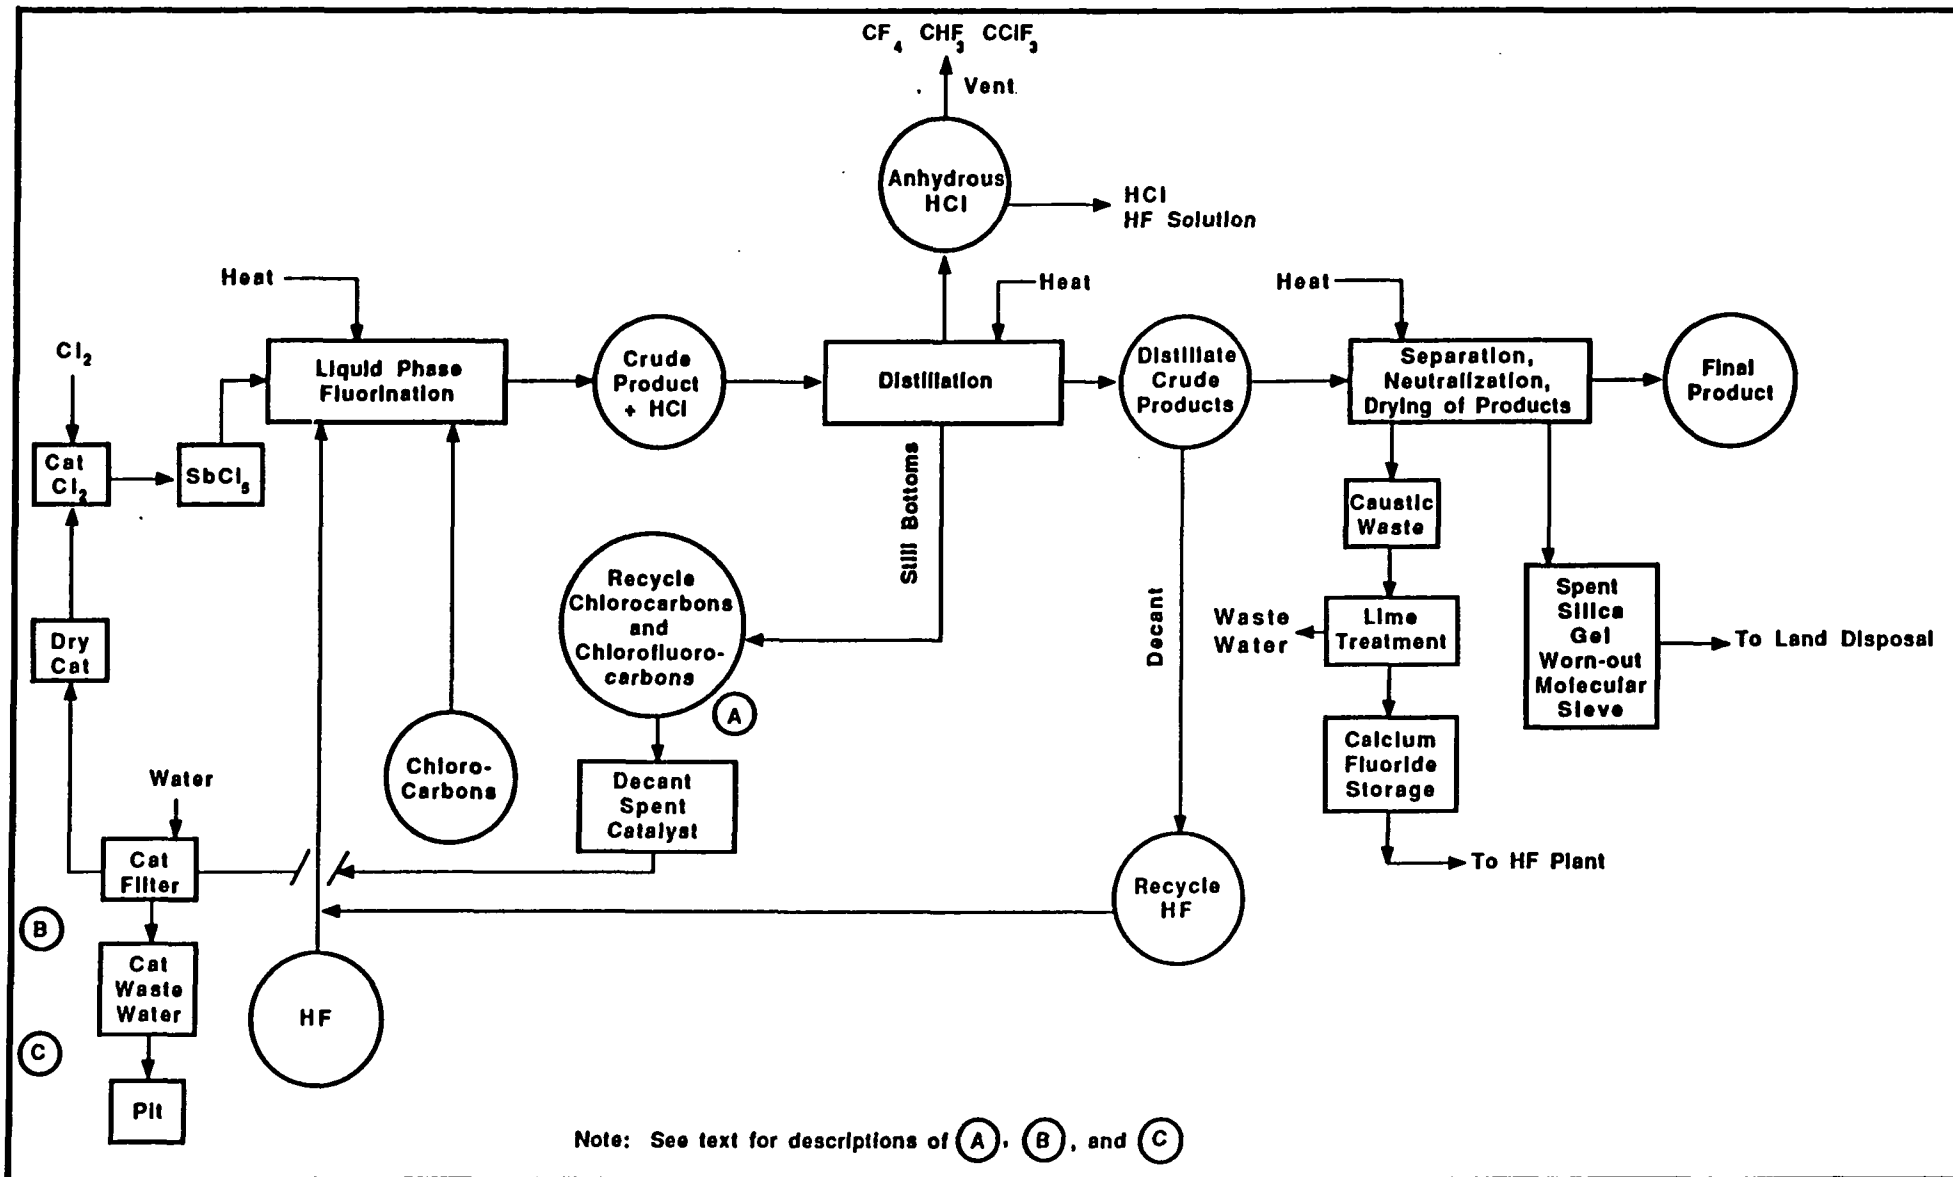 CF4 CHF3 CClF3
Vent
Anhydrous
HCl
HCl
HF Solution
Heat
Heat
Heat
Cl2
Liquid Phase
Fluorination
Crude
Product
+ HCl
Distillation
Distillate
Crude
Products
Separation,
Neutralization,
Drying of Products
Final
Product
Cat
Cl2
SbCl5
Still Bottoms
Caustic
Waste
Recycle
Chlorocarbons
and
Chlorofluoro-
carbons
A
Decant
Waste
Water
Lime
Treatment
Spent
Silica
Gel
Worn-out
Molecular
Sieve
To Land Disposal
Dry
Cat
Chloro-
Carbons
Decant
Spent
Catalyst
Calcium
Fluoride
Storage
To HF Plant
Water
Cat
Filter
Recycle
HF
B
Cat
Waste
Water
HF
C
Pit
Note: See text for descriptions of A, B, and C